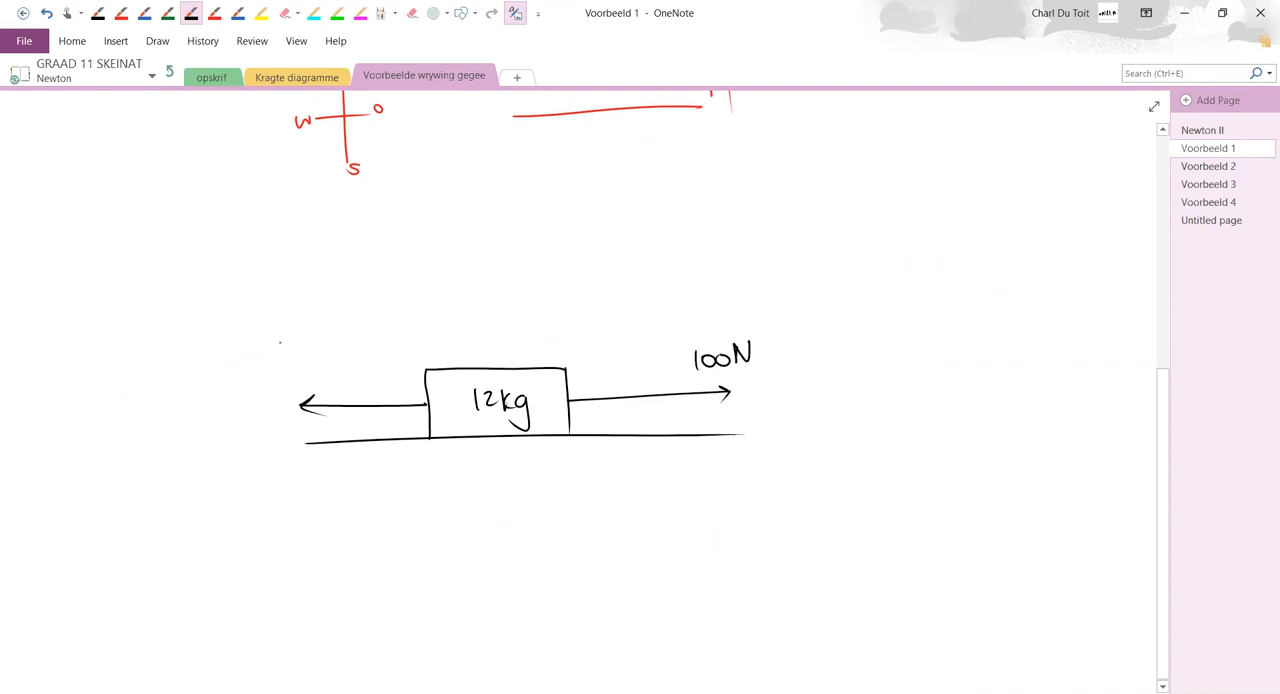 Voorbeeld 1 - OneNote
Charl Du Toit
File Home Insert Draw History Review View Help
GRAAD 11 SKEINAT
Newton
opskrif
Kragte diagramme
Voorbeelde wrywing gegee
Search (Ctrl+E)
Add Page
Newton II
Voorbeeld 1
Voorbeeld 2
Voorbeeld 3
Voorbeeld 4
Untitled page
W O
S
100N
12kg